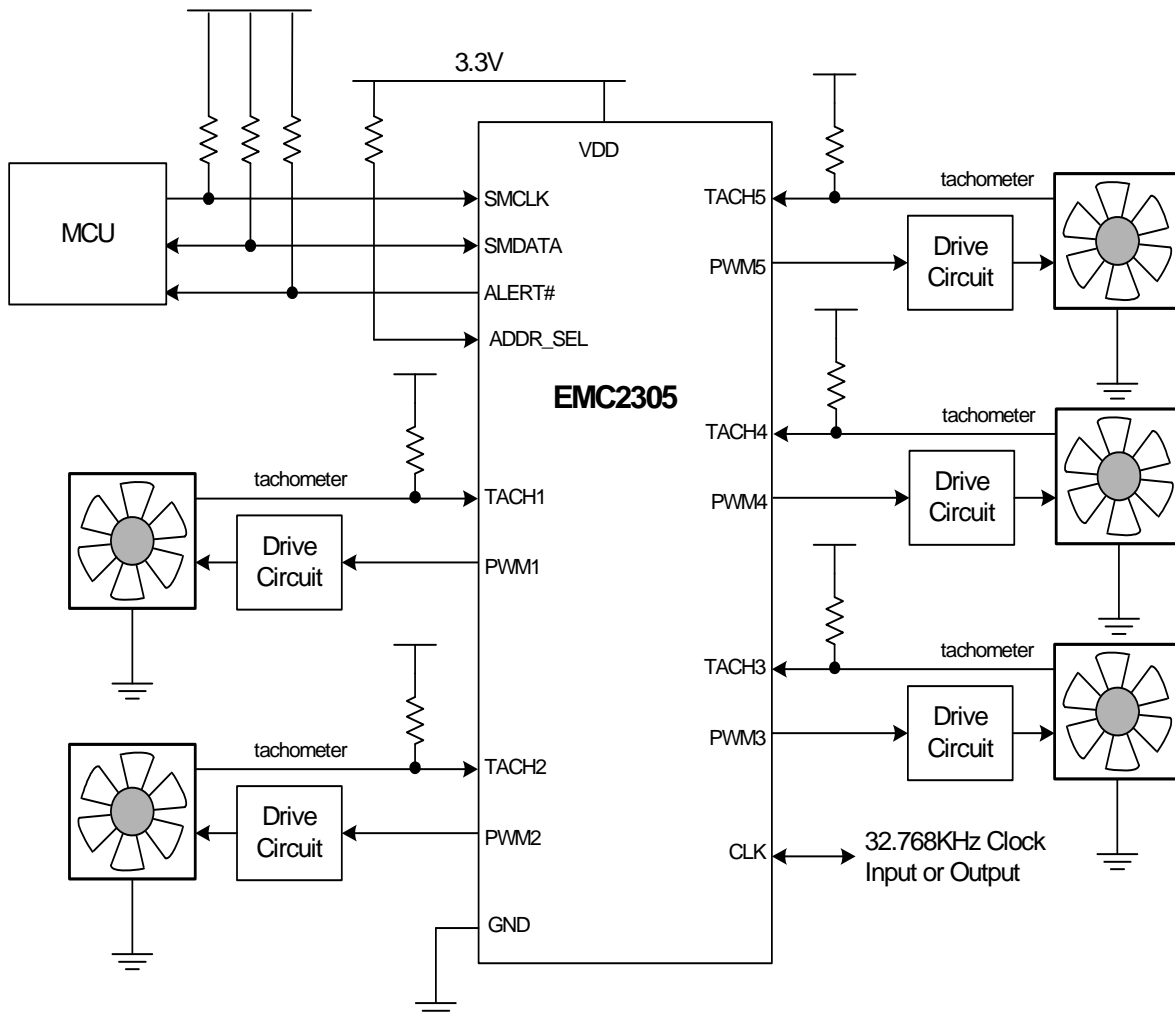 3.3V
VDD
MCU
SMCLK
SMDATA
ALERT#
ADDR_SEL
EMC2305
tachometer
TACH1
Drive
Circuit
PWM1
tachometer
TACH2
Drive
Circuit
PWM2
GND
TACH5
tachometer
PWM5
Drive
Circuit
TACH4
tachometer
PWM4
Drive
Circuit
TACH3
tachometer
PWM3
Drive
Circuit
CLK
32.768KHz Clock
Input or Output